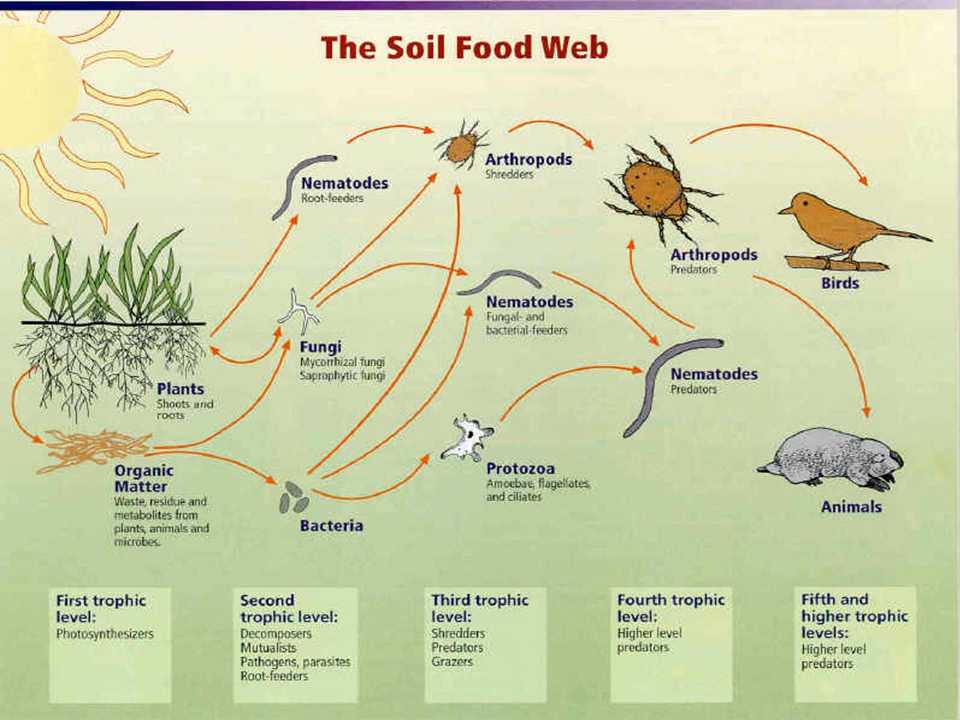 The Soil Food Web
Nematodes
Root-feeders
Arthropods
Shredders
Arthropods
Predators
Birds
Nematodes
Fungal- and
bacterial-feeders
Fungi
Mycorrhizal fungi
Saprophytic fungi
Nematodes
Predators
Plants
Shoots and
roots
Organic
Matter
Waste, residue and
metabolites from
plants, animals and
microbes.
Bacteria
Protozoa
Amoebae, flagellates,
and ciliates
Animals
First trophic
level:
Photosynthesizers
Second
trophic level:
Decomposers
Mutualists
Pathogens, parasites
Root-feeders
Third trophic
level:
Shredders
Predators
Grazers
Fourth trophic
level:
Higher level
predators
Fifth and
higher trophic
levels:
Higher level
predators